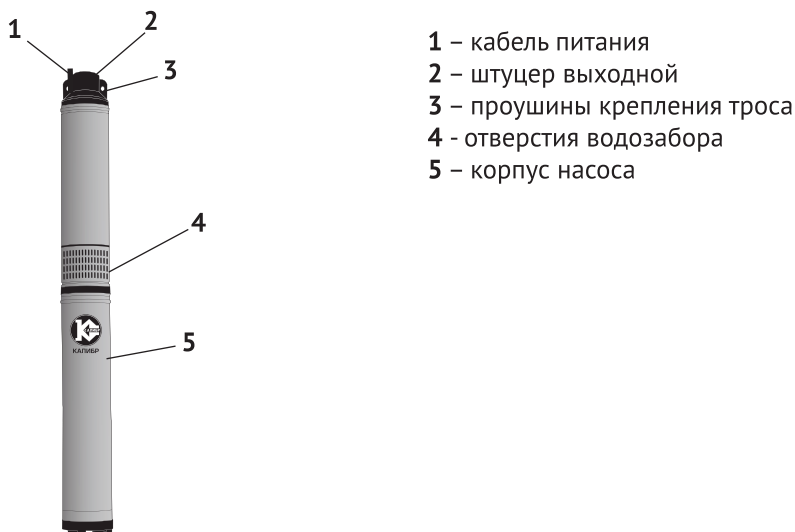 1
2
3
4
5
КАЛИБР
1 – кабель питания
2 – штуцер выходной
3 – проушины крепления троса
4 - отверстия водозабора
5 – корпус насоса